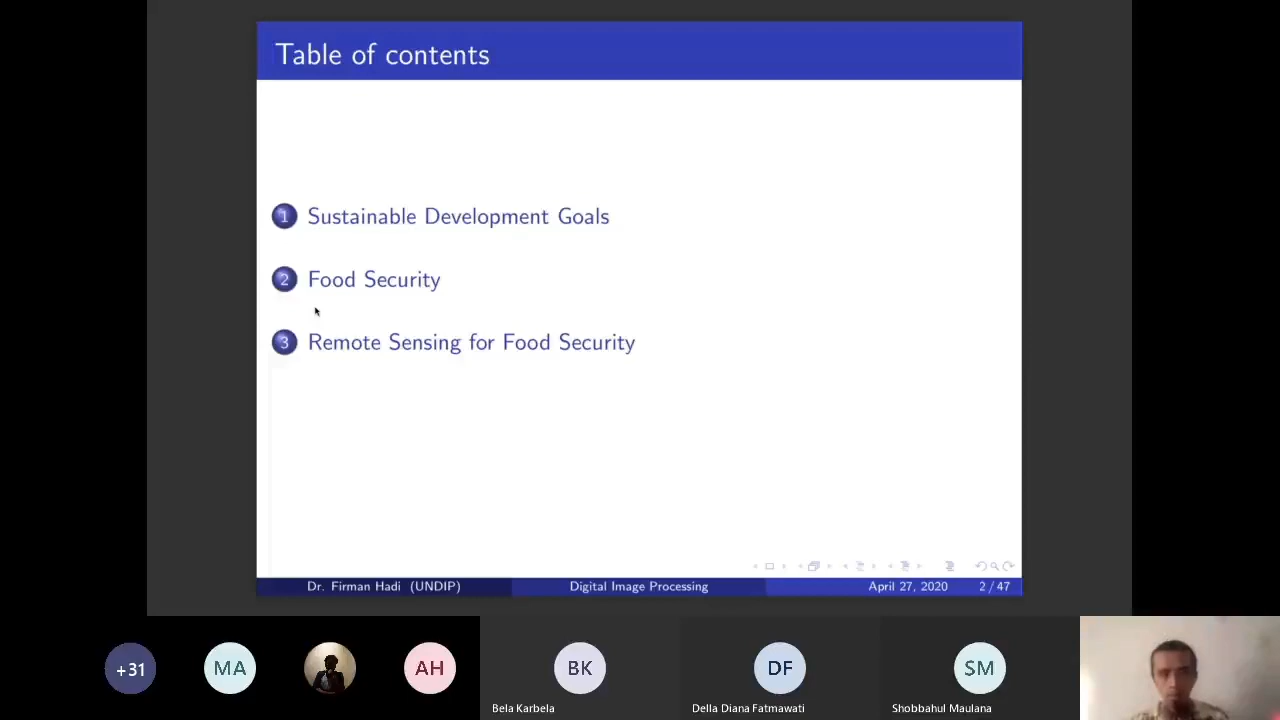 Table of contents
1 Sustainable Development Goals
2 Food Security
3 Remote Sensing for Food Security
Dr. Firman Hadi (UNDIP) Digital Image Processing April 27, 2020 2 / 47
+31 MA AH BK DF SM
Bela Karbela Della Diana Fatmawati Shobbahul Maulana